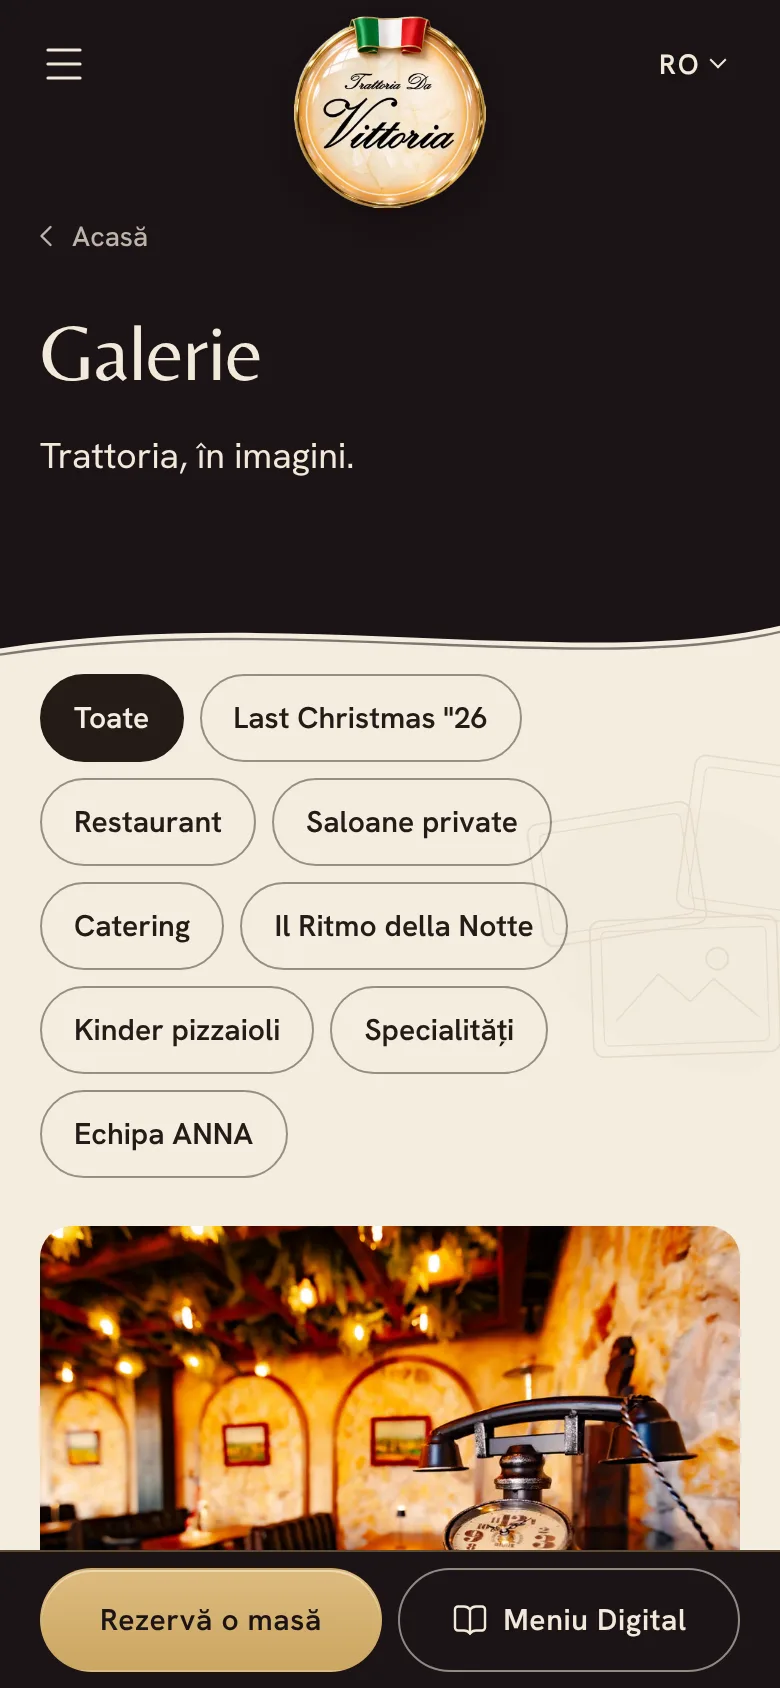 Trattoria Da
Vittoria
RO
Acasă
Galerie
Trattoria, în imagini.
Toate
Last Christmas "26
Restaurant
Saloane private
Catering
Il Ritmo della Notte
Kinder pizzaioli
Specialități
Echipa ANNA
Rezervă o masă
Meniu Digital